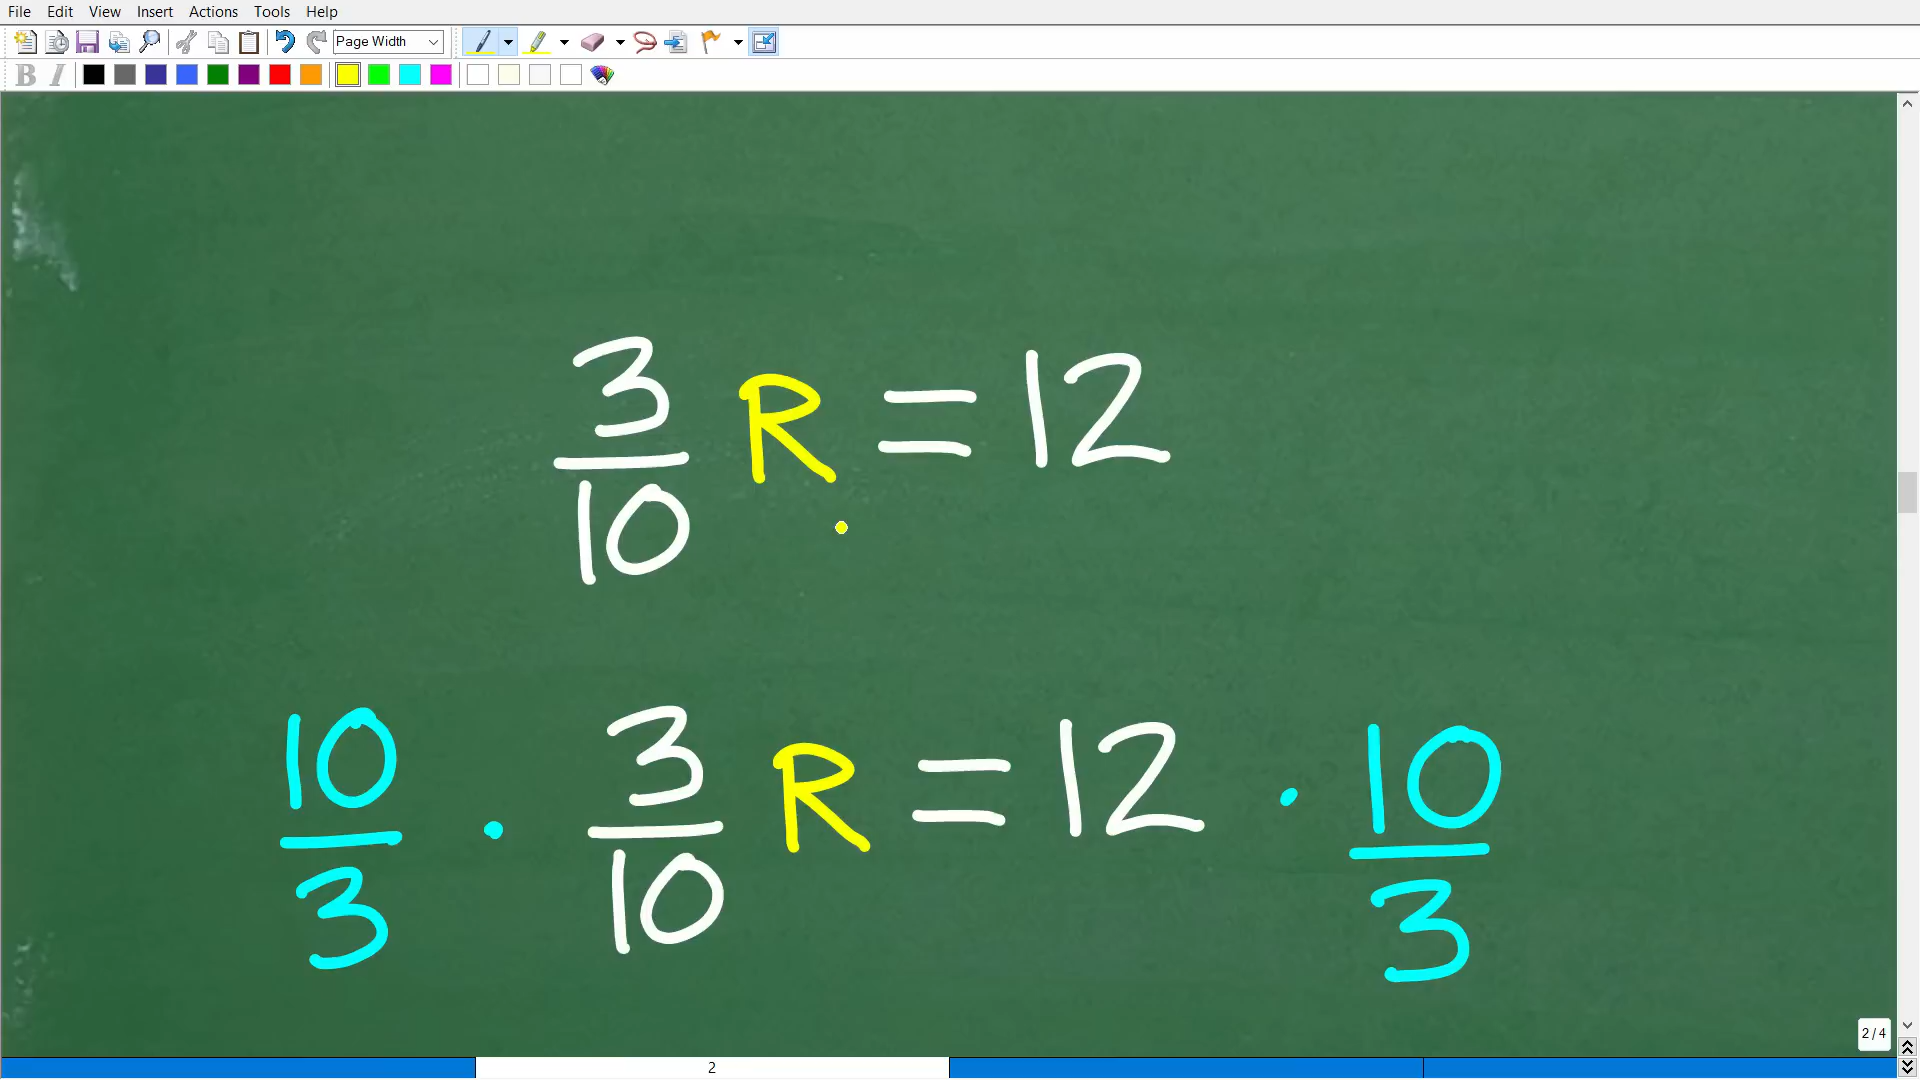 File Edit View Insert Actions Tools Help
Page Width
B I
3/10 R = 12
10/3 · 3/10 R = 12 · 10/3
2 / 4
2